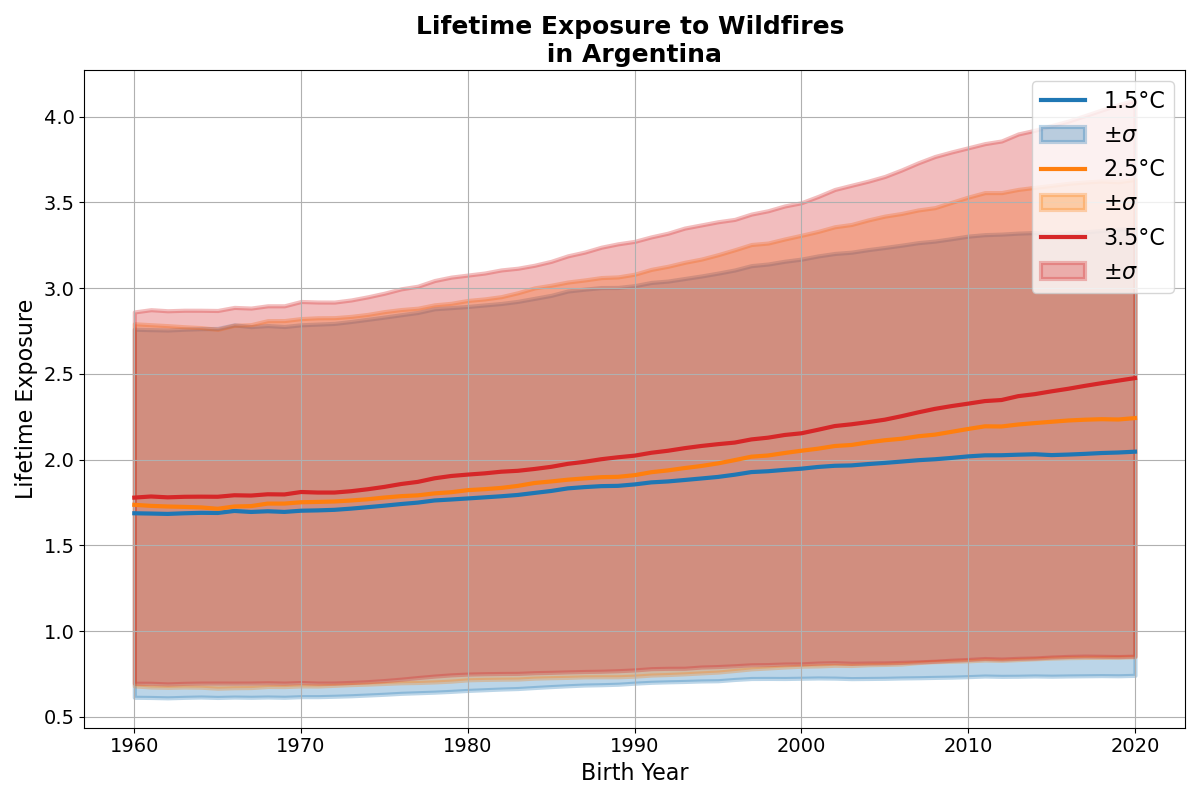 Lifetime Exposure to Wildfires
in Argentina
Lifetime Exposure
4.0
3.5
3.0
2.5
2.0
1.5
1.0
0.5
1960
1970
1980
1990
2000
2010
2020
Birth Year
1.5°C
±σ
2.5°C
±σ
3.5°C
±σ